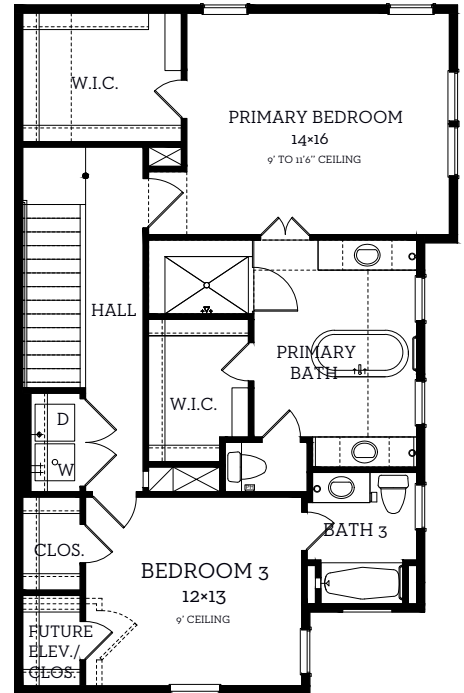 W.I.C.
PRIMARY BEDROOM
14×16
9' TO 11'6" CEILING
HALL
PRIMARY
BATH
W.I.C.
D
W
BATH 3
CLOS.
BEDROOM 3
12×13
9' CEILING
FUTURE
ELEV./
CLOS.